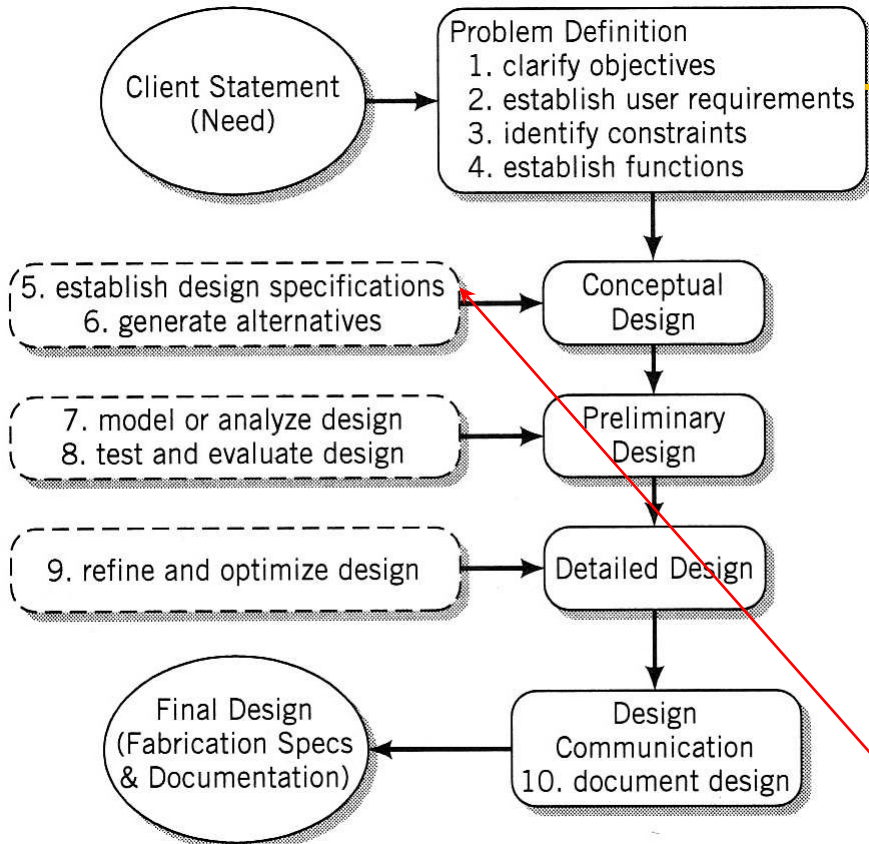 Client Statement
(Need)
Problem Definition
1. clarify objectives
2. establish user requirements
3. identify constraints
4. establish functions
5. establish design specifications
6. generate alternatives
Conceptual
Design
7. model or analyze design
8. test and evaluate design
Preliminary
Design
9. refine and optimize design
Detailed Design
Final Design
(Fabrication Specs
& Documentation)
Design
Communication
10. document design